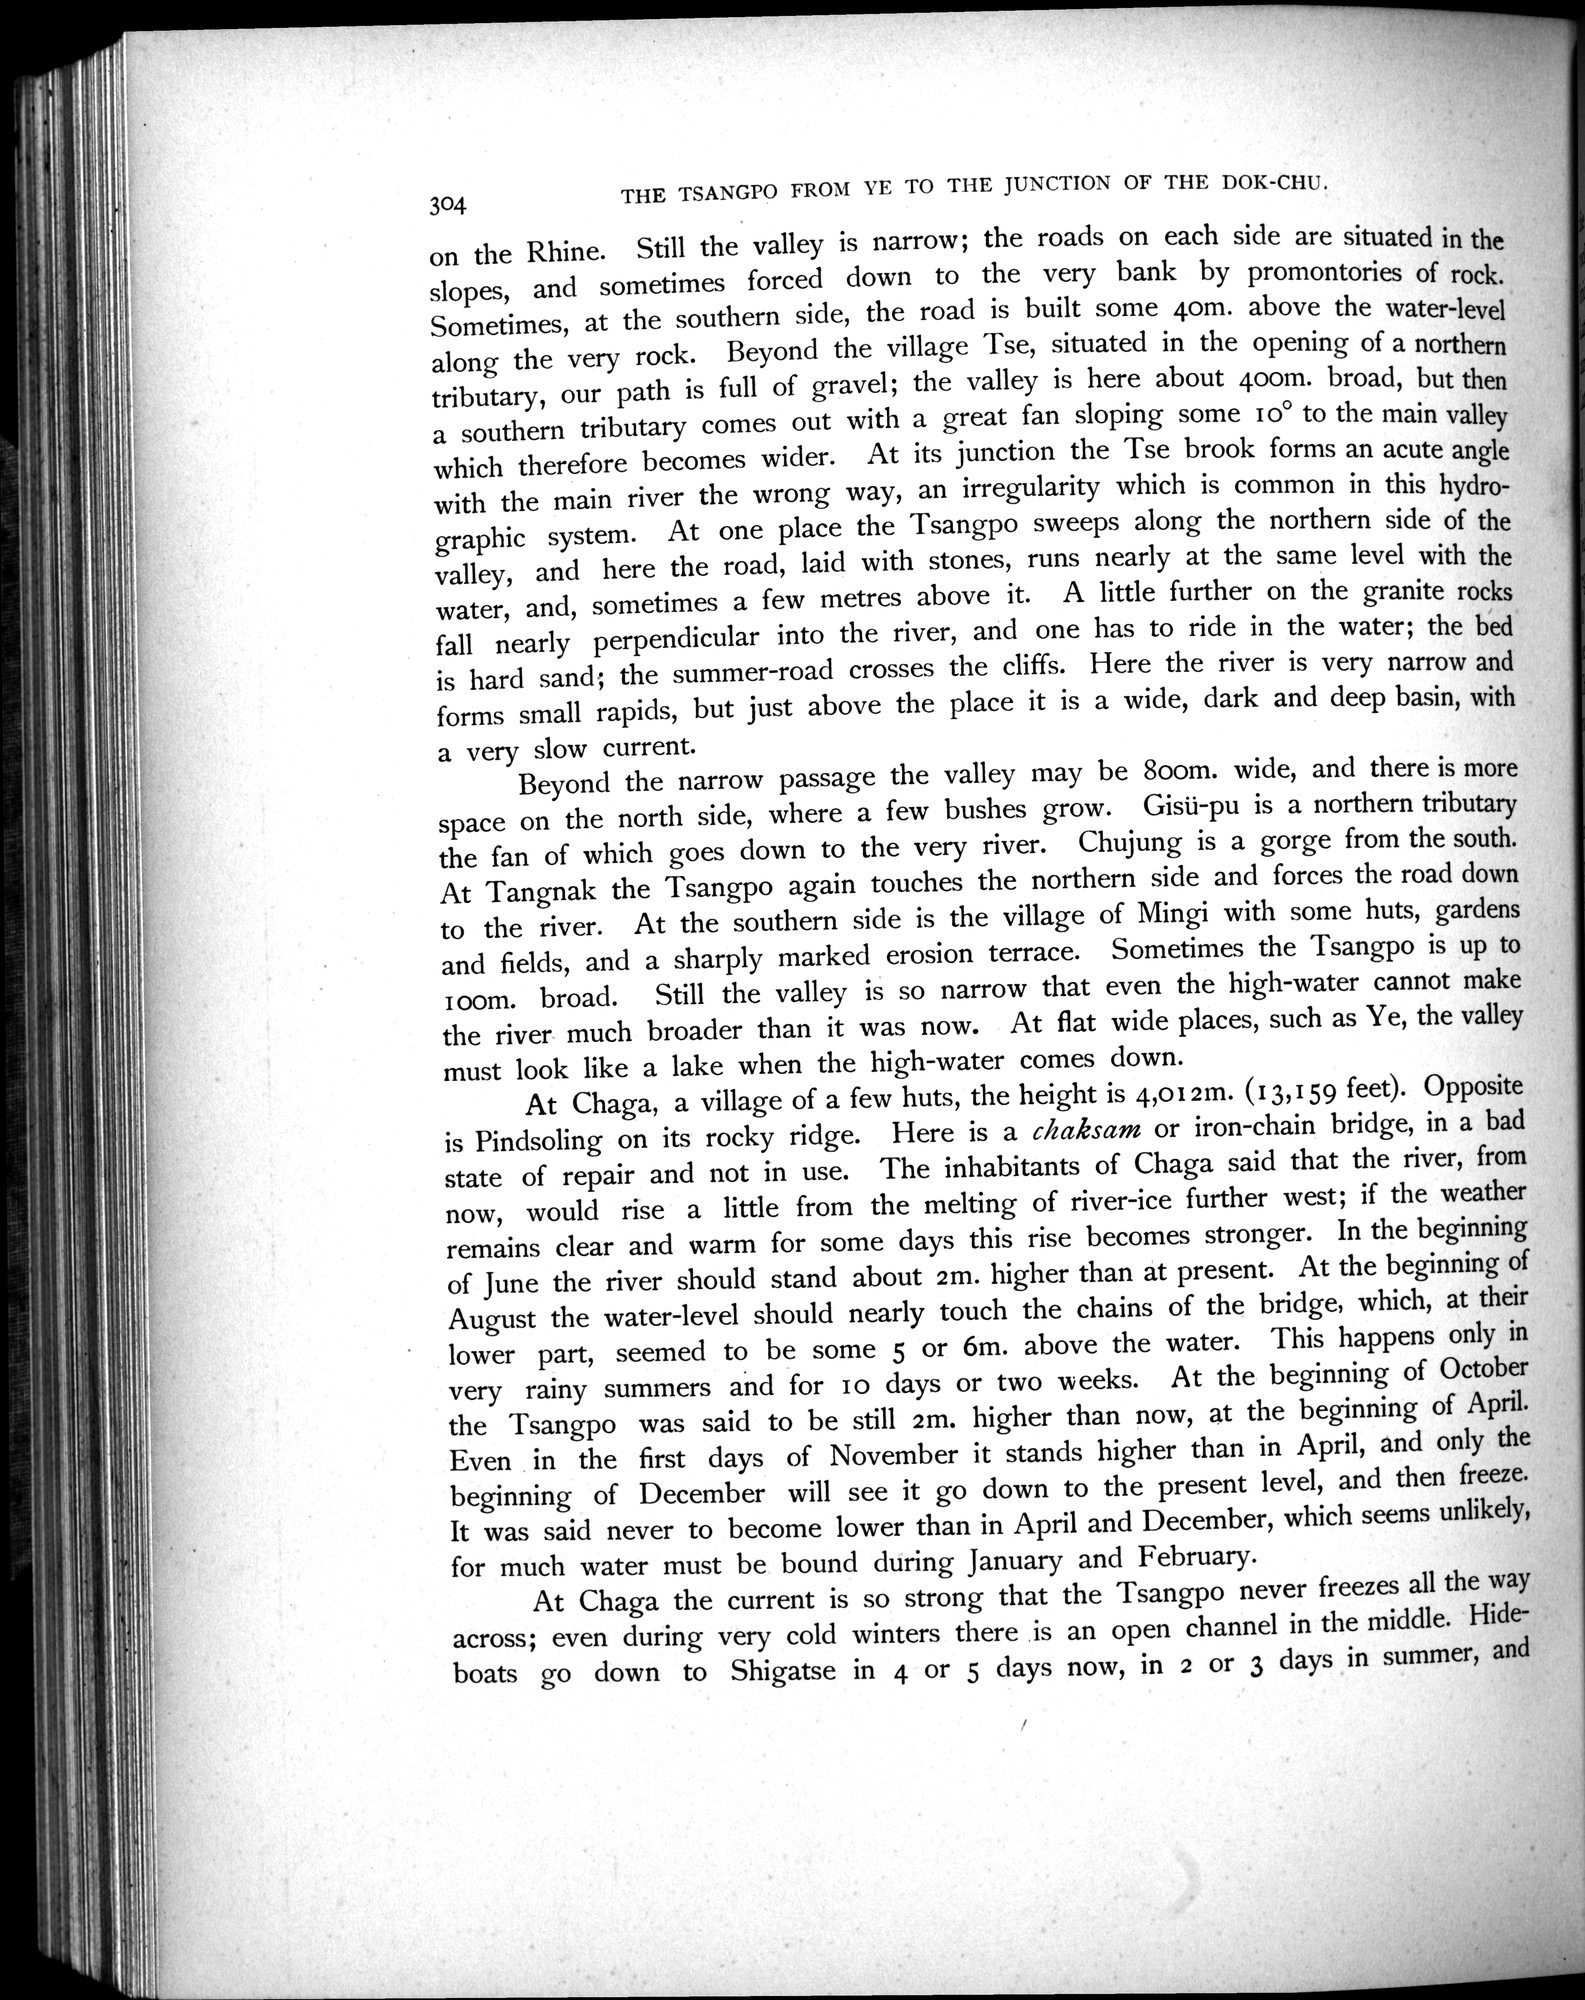 304 THE TSANGPO FROM YE TO THE JUNCTION OF THE DOK-CHU.
on the Rhine. Still the valley is narrow; the roads on each side are situated in the
slopes, and sometimes forced down to the very bank by promontories of rock.
Sometimes, at the southern side, the road is built some 40m. above the water-level
along the very rock. Beyond the village Tse, situated in the opening of a northern
tributary, our path is full of gravel; the valley is here about 400m. broad, but then
a southern tributary comes out with a great fan sloping some 10° to the main valley
which therefore becomes wider. At its junction the Tse brook forms an acute angle
with the main river the wrong way, an irregularity which is common in this hydro-
graphic system. At one place the Tsangpo sweeps along the northern side of the
valley, and here the road, laid with stones, runs nearly at the same level with the
water, and, sometimes a few metres above it. A little further on the granite rocks
fall nearly perpendicular into the river, and one has to ride in the water; the bed
is hard sand; the summer-road crosses the cliffs. Here the river is very narrow and
forms small rapids, but just above the place it is a wide, dark and deep basin, with
a very slow current.
Beyond the narrow passage the valley may be 800m. wide, and there is more
space on the north side, where a few bushes grow. Gisü-pu is a northern tributary
the fan of which goes down to the very river. Chujung is a gorge from the south.
At Tangnak the Tsangpo again touches the northern side and forces the road down
to the river. At the southern side is the village of Mingi with some huts, gardens
and fields, and a sharply marked erosion terrace. Sometimes the Tsangpo is up to
100m. broad. Still the valley is so narrow that even the high-water cannot make
the river much broader than it was now. At flat wide places, such as Ye, the valley
must look like a lake when the high-water comes down.
At Chaga, a village of a few huts, the height is 4,012m. (13,159 feet). Opposite
is Pindsoling on its rocky ridge. Here is a chaksam or iron-chain bridge, in a bad
state of repair and not in use. The inhabitants of Chaga said that the river, from
now, would rise a little from the melting of river-ice further west; if the weather
remains clear and warm for some days this rise becomes stronger. In the beginning
of June the river should stand about 2m. higher than at present. At the beginning of
August the water-level should nearly touch the chains of the bridge, which, at their
lower part, seemed to be some 5 or 6m. above the water. This happens only in
very rainy summers and for 10 days or two weeks. At the beginning of October
the Tsangpo was said to be still 2m. higher than now, at the beginning of April.
Even in the first days of November it stands higher than in April, and only the
beginning of December will see it go down to the present level, and then freeze.
It was said never to become lower than in April and December, which seems unlikely,
for much water must be bound during January and February.
At Chaga the current is so strong that the Tsangpo never freezes all the way
across; even during very cold winters there is an open channel in the middle. Hide-
boats go down to Shigatse in 4 or 5 days now, in 2 or 3 days in summer, and